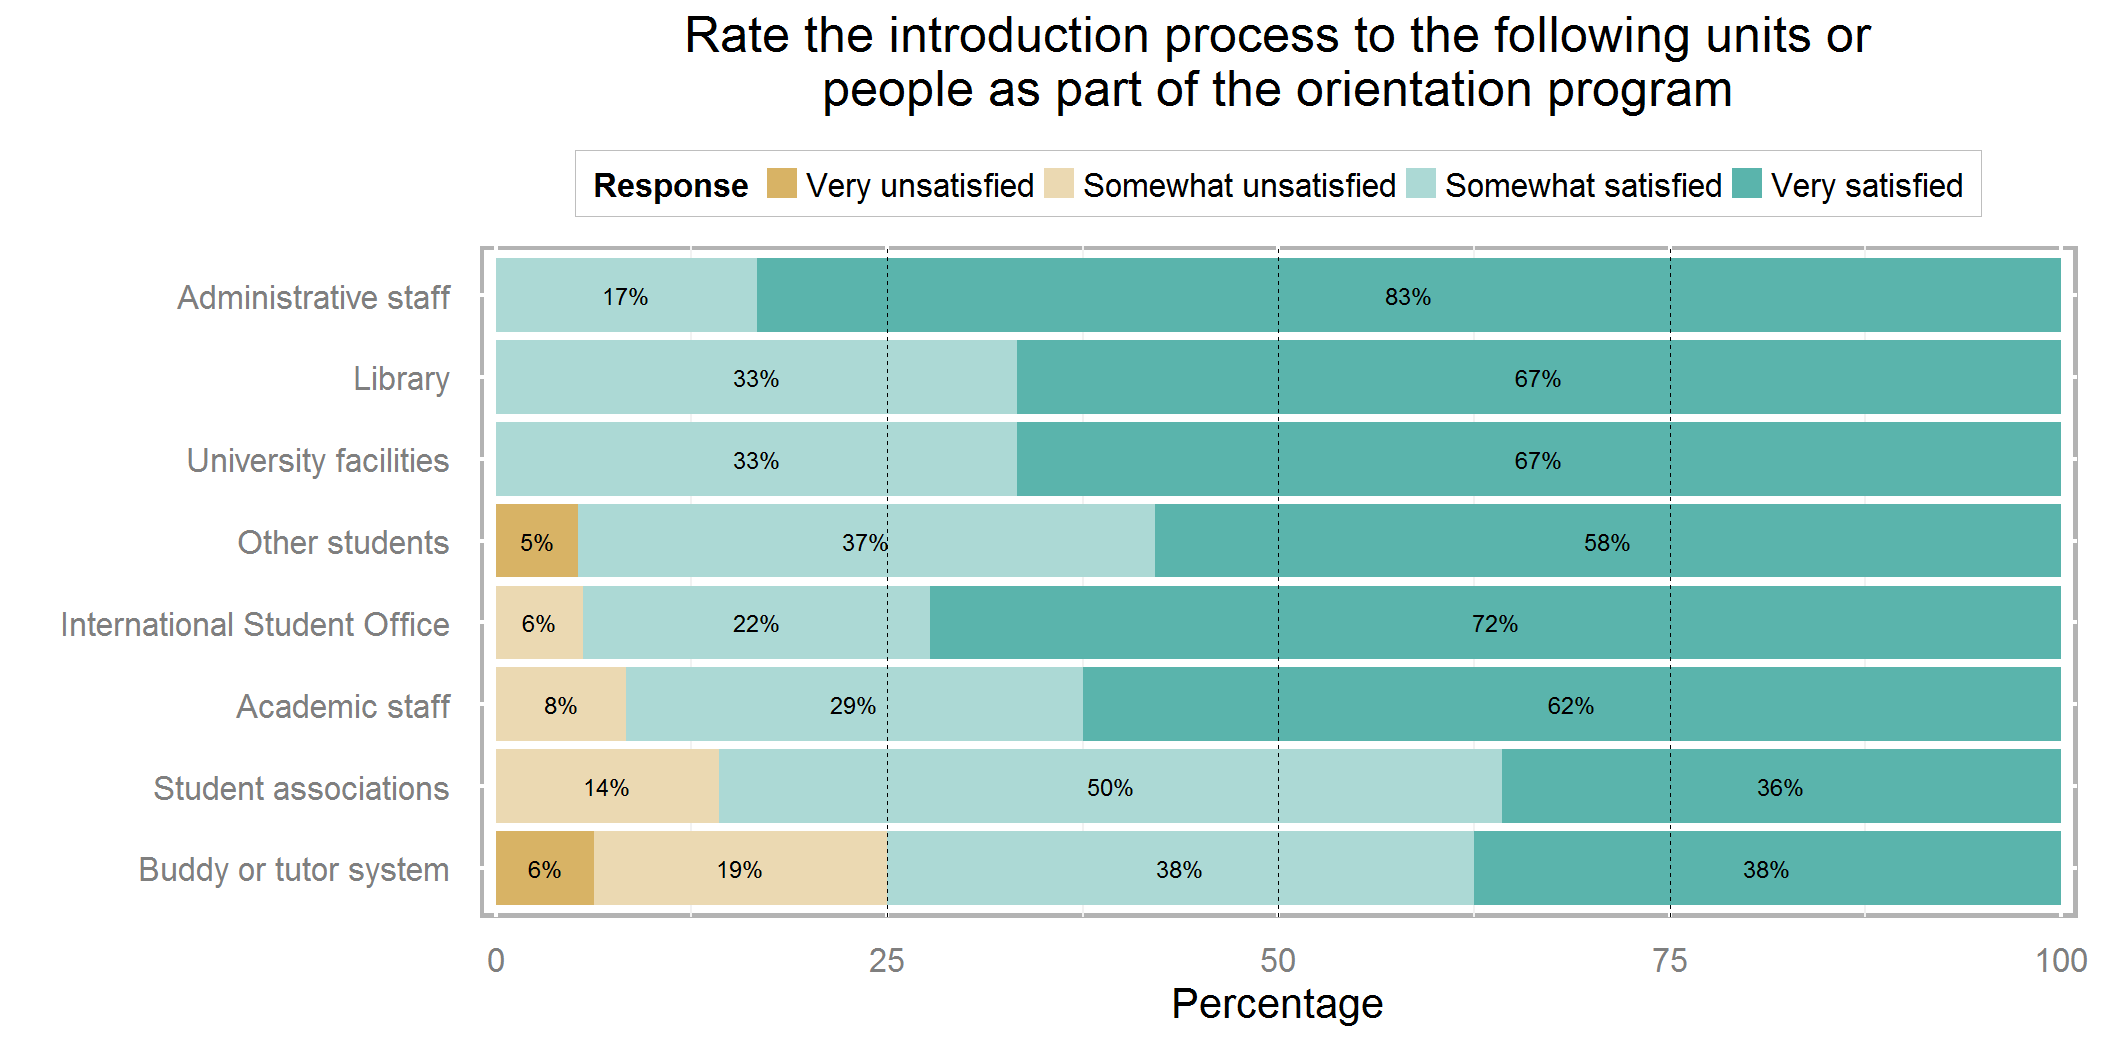 Rate the introduction process to the following units or
people as part of the orientation program
Response Very unsatisfied Somewhat unsatisfied Somewhat satisfied Very satisfied
Administrative staff 17% 83%
Library 33% 67%
University facilities 33% 67%
Other students 5% 37% 58%
International Student Office 6% 22% 72%
Academic staff 8% 29% 62%
Student associations 14% 50% 36%
Buddy or tutor system 6% 19% 38% 38%
0 25 50 75 100
Percentage